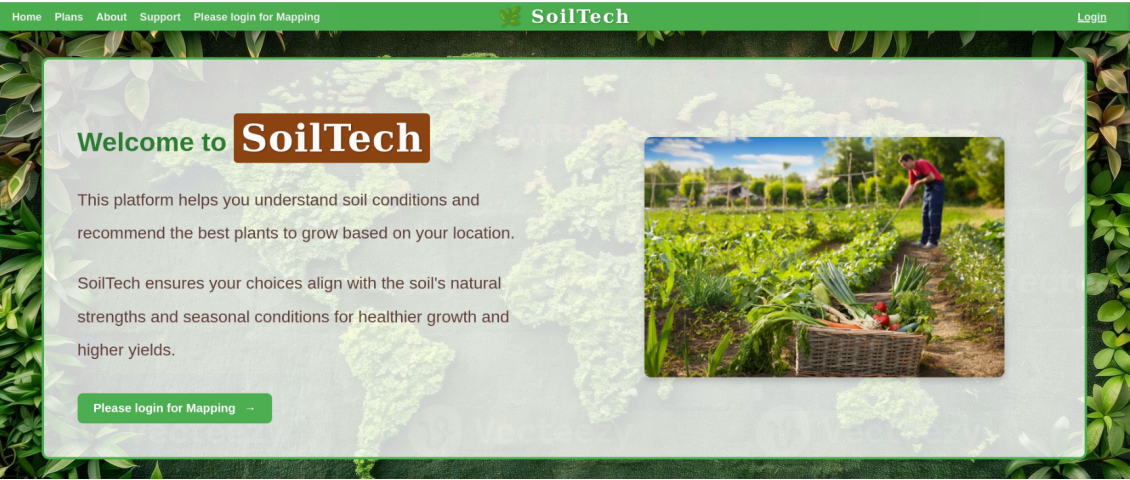 Home Plans About Support Please login for Mapping
SoilTech
Login
Welcome to SoilTech
This platform helps you understand soil conditions and
recommend the best plants to grow based on your location.
SoilTech ensures your choices align with the soil's natural
strengths and seasonal conditions for healthier growth and
higher yields.
Please login for Mapping →
Vecteezy
Vecteezy